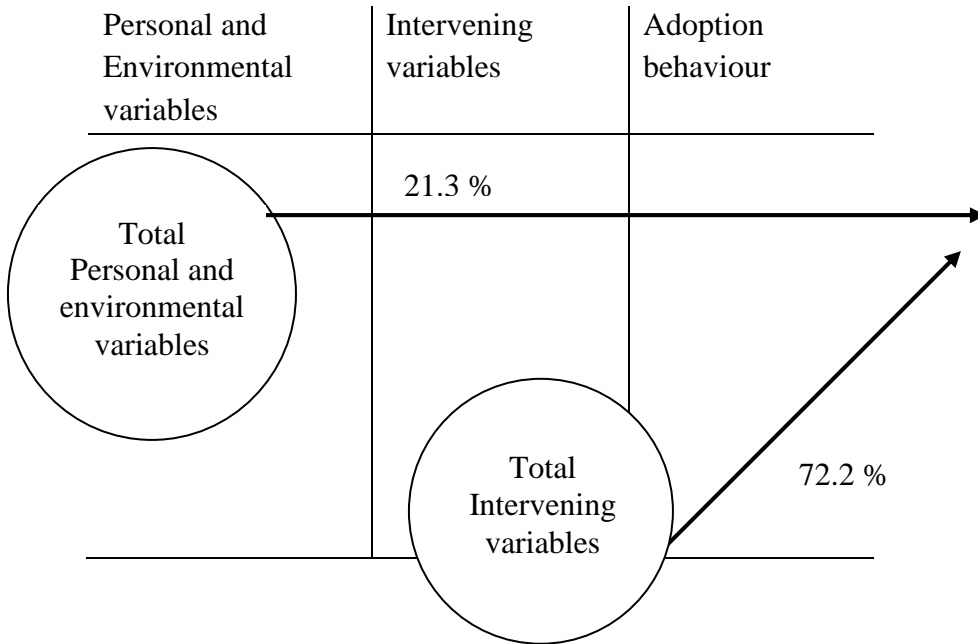 Personal and
Environmental
variables
Intervening
variables
Adoption
behaviour
21.3 %
Total
Personal and
environmental
variables
Total
Intervening
variables
72.2 %